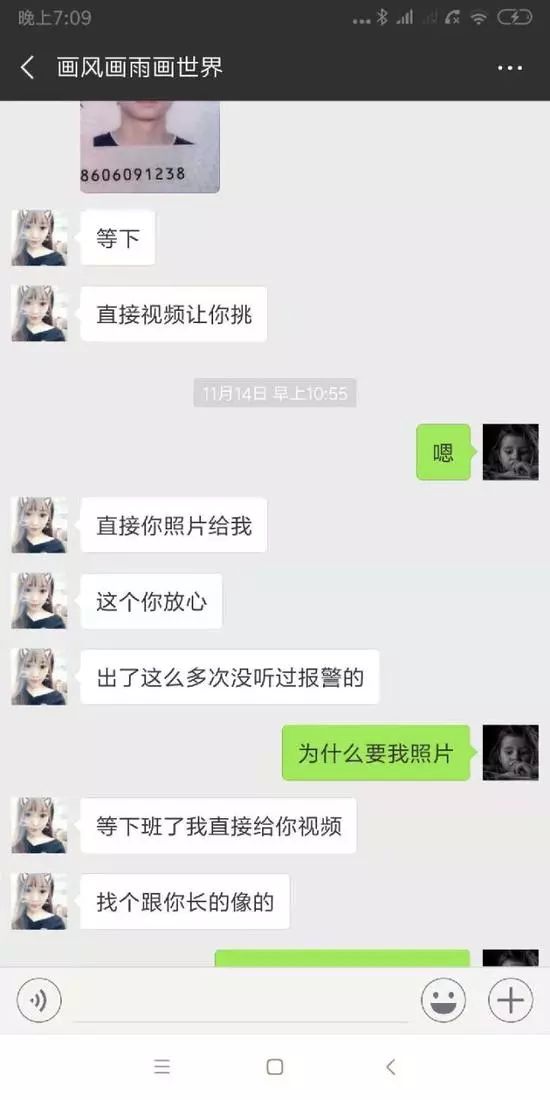 晚上7:09
画风画雨画世界
8606091238
等下
直接视频让你挑
11月14日 早上10:55
嗯
直接你照片给我
这个你放心
出了这么多次没听过报警的
为什么要我照片
等下班了我直接给你视频
找个跟你长的像的